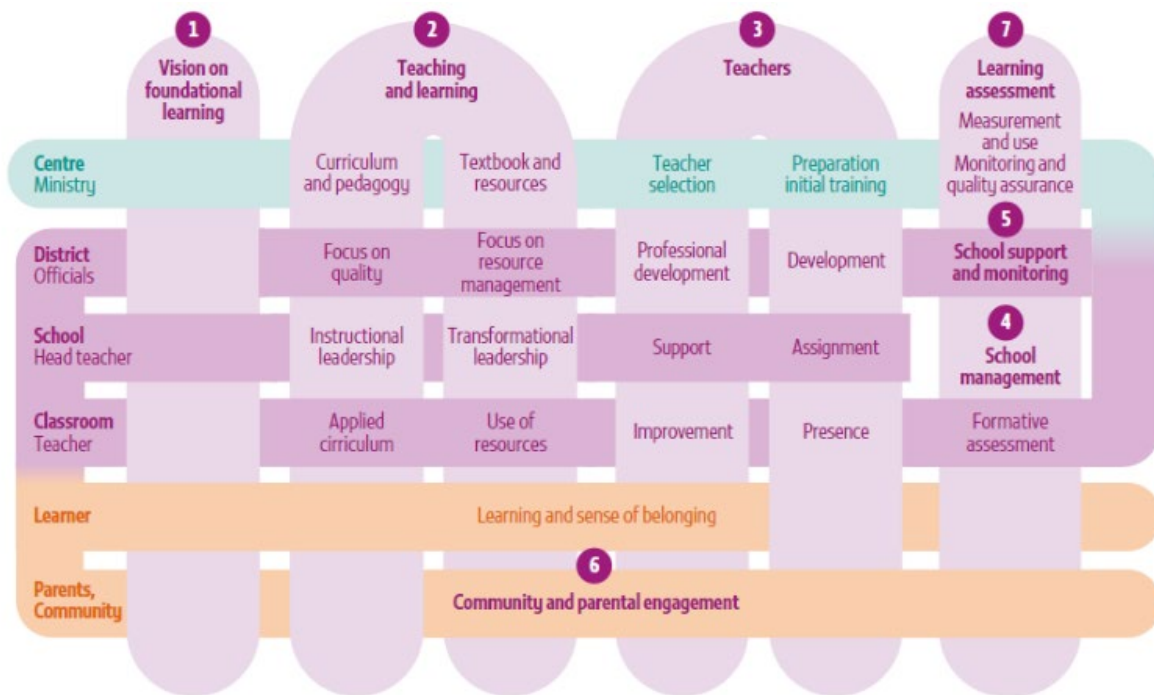 1
Vision on
foundational
learning
2
Teaching
and learning
3
Teachers
7
Learning
assessment
Measurement
and use
Monitoring and
quality assurance
Centre
Ministry
Curriculum
and pedagogy
Textbook and
resources
Teacher
selection
Preparation
initial training
District
Officials
Focus on
quality
Focus on
resource
management
Professional
development
Development
5
School support
and monitoring
School
Head teacher
Instructional
leadership
Transformational
leadership
Support
Assignment
4
School
management
Classroom
Teacher
Applied
cirriculum
Use of
resources
Improvement
Presence
Formative
assessment
Learner
Learning and sense of belonging
Parents,
Community
6
Community and parental engagement